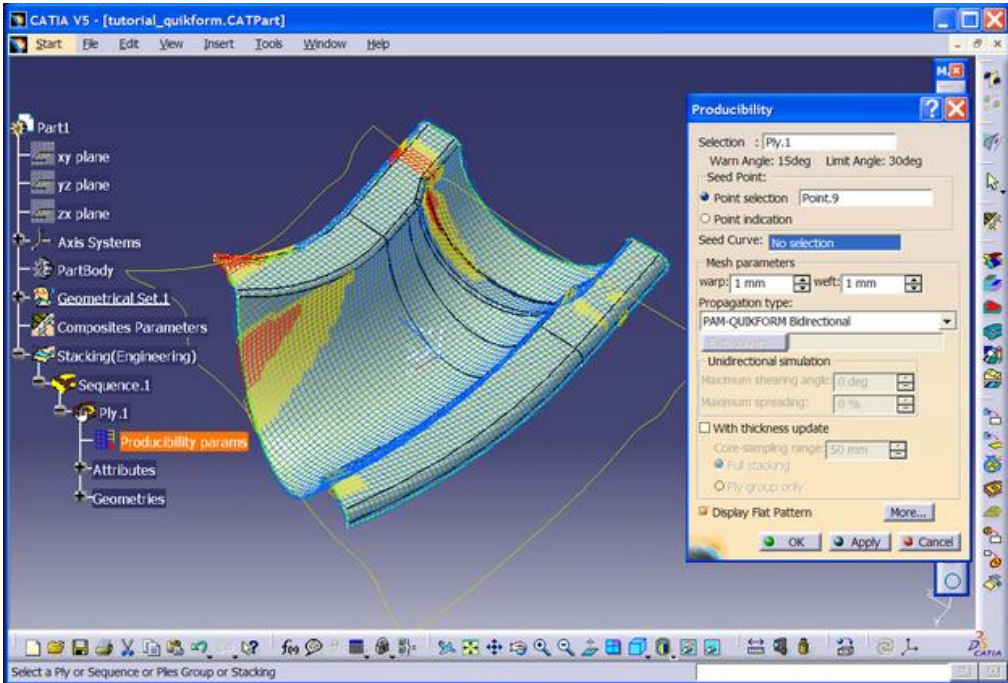 CATIA V5 - [tutorial_quikform.CATPart]
Start File Edit View Insert Tools Window Help
M.
Part1
xy plane
yz plane
zx plane
Axis Systems
PartBody
Geometrical Set.1
Composites Parameters
Stacking(Engineering)
Sequence.1
Ply.1
Producibility params
Attributes
Geometries
Producibility
Selection : Ply.1
Warn Angle: 15deg Limit Angle: 30deg
Seed Point:
Point selection Point.9
Point indication
Seed Curve: No selection
Mesh parameters
warp: 1 mm weft: 1 mm
Propagation type:
PAM-QUIKFORM Bidirectional
Unidirectional simulation
Maximum shearing angle: 0 deg
Maximum spreading: 0 %
With thickness update
Core-sampling range: 50 mm
Full stacking
Ply group only
Display Flat Pattern More...
OK Apply Cancel
f(x)
CATIA
Select a Ply or Sequence or Plies Group or Stacking